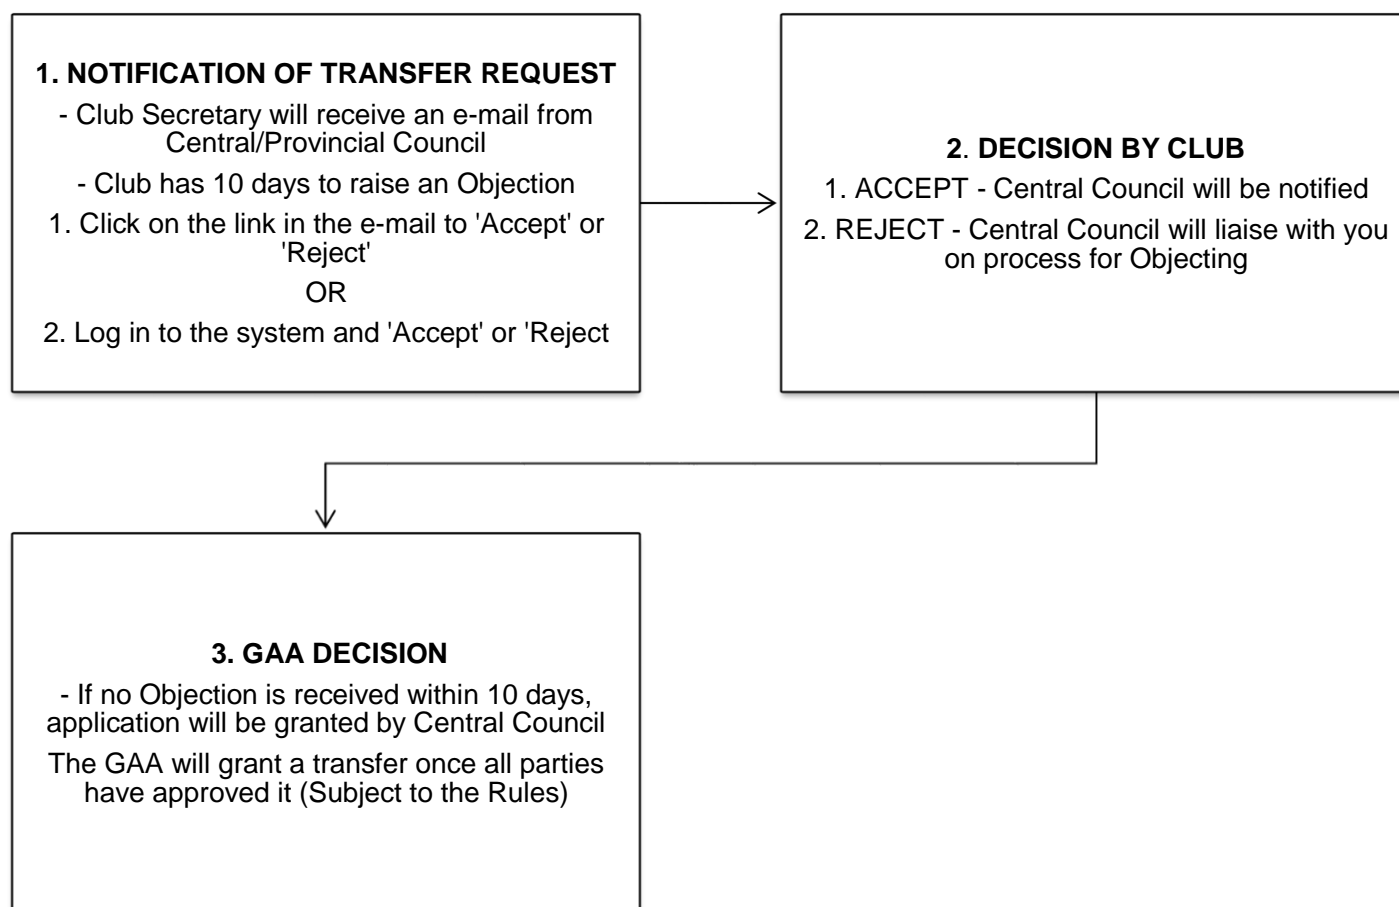 1. NOTIFICATION OF TRANSFER REQUEST
- Club Secretary will receive an e-mail from
Central/Provincial Council
- Club has 10 days to raise an Objection
1. Click on the link in the e-mail to 'Accept' or
'Reject'
OR
2. Log in to the system and 'Accept' or 'Reject
2. DECISION BY CLUB
1. ACCEPT - Central Council will be notified
2. REJECT - Central Council will liaise with you
on process for Objecting
3. GAA DECISION
- If no Objection is received within 10 days,
application will be granted by Central Council
The GAA will grant a transfer once all parties
have approved it (Subject to the Rules)